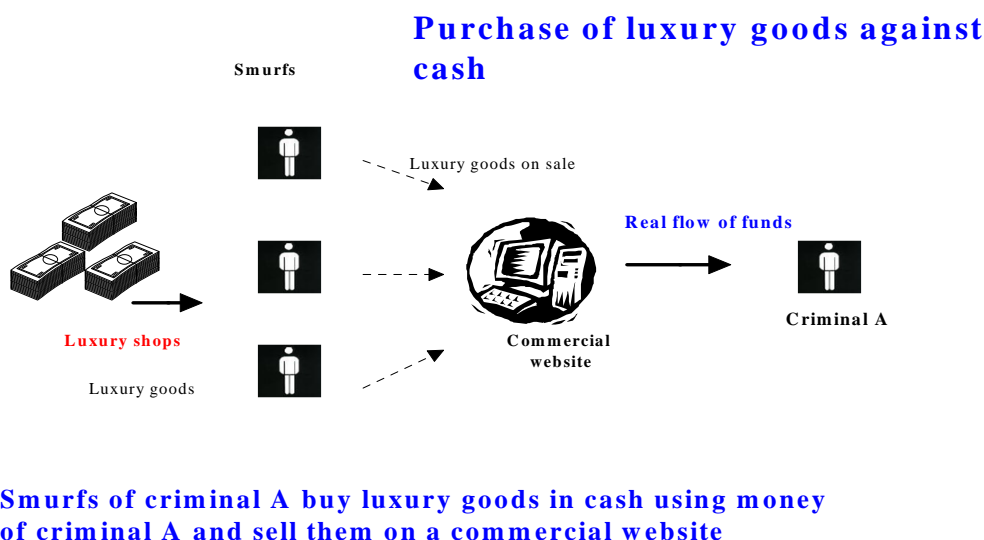 Purchase of luxury goods against
cash
Smurfs
Luxury goods on sale
Real flow of funds
Criminal A
Luxury shops
Commercial
website
Luxury goods
Smurfs of criminal A buy luxury goods in cash using money
of criminal A and sell them on a commercial website